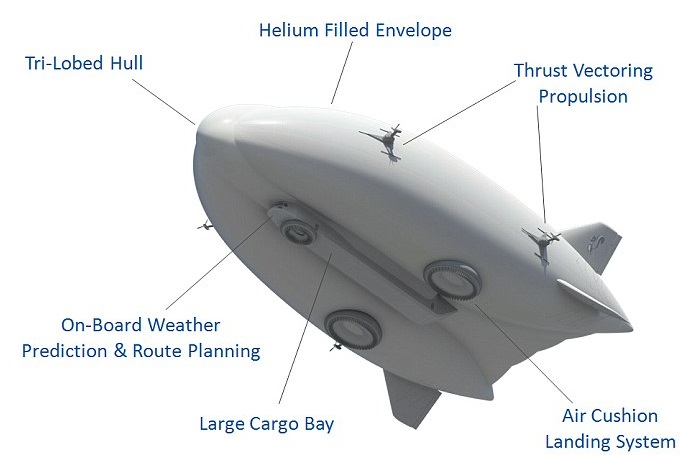 Helium Filled Envelope
Tri-Lobed Hull
Thrust Vectoring
Propulsion
On-Board Weather
Prediction & Route Planning
Large Cargo Bay
Air Cushion
Landing System